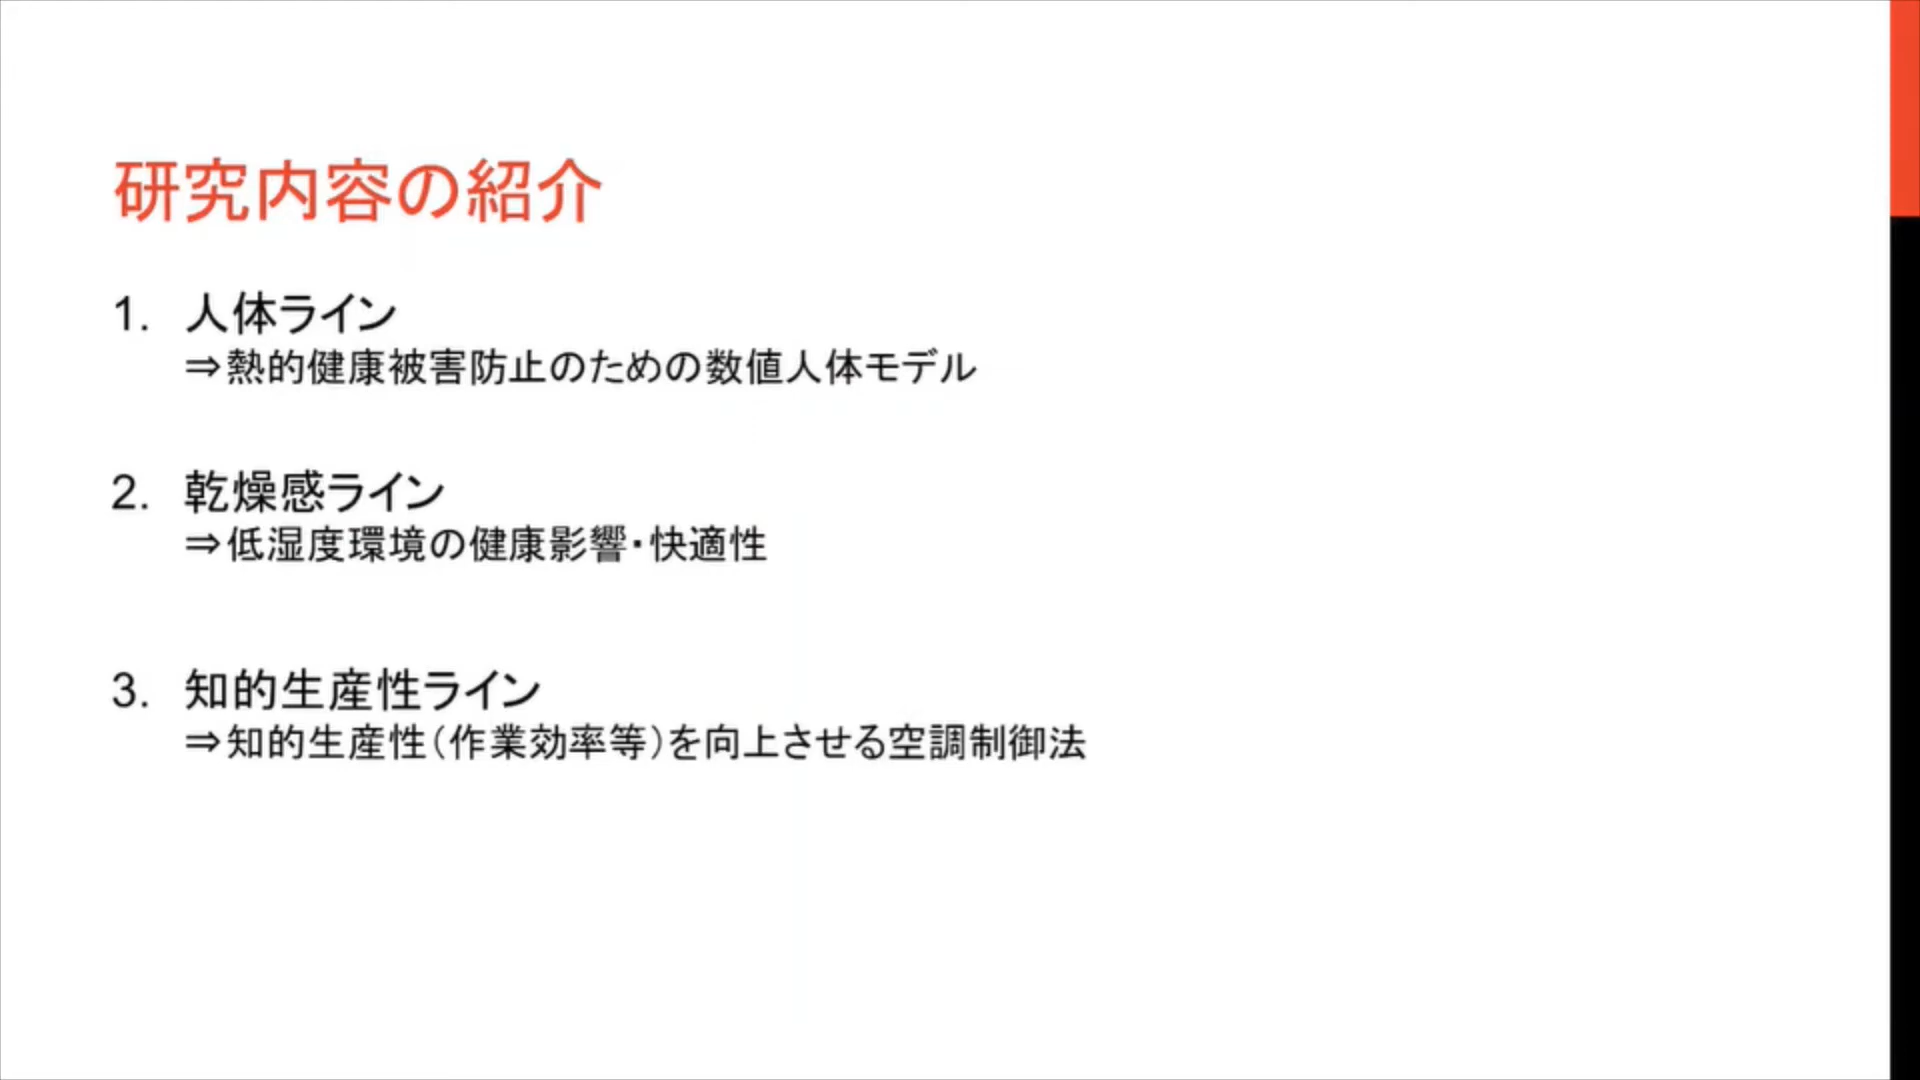 研究内容の紹介
1. 人体ライン
⇒熱的健康被害防止のための数値人体モデル
2. 乾燥感ライン
⇒低湿度環境の健康影響・快適性
3. 知的生産性ライン
⇒知的生産性(作業効率等)を向上させる空調制御法